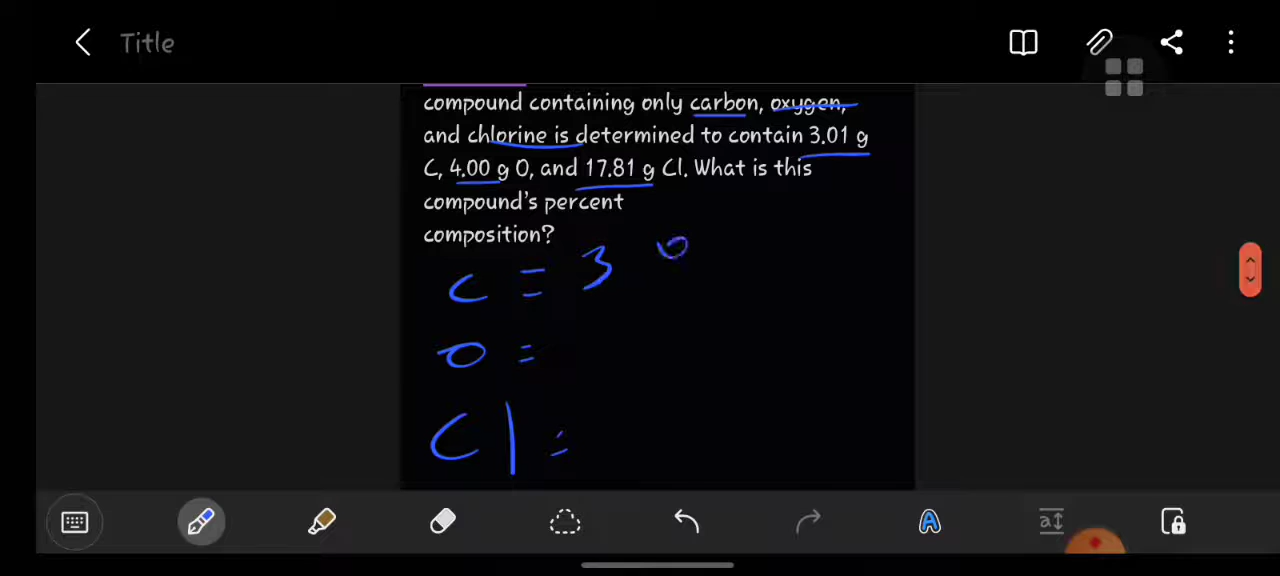 Title
compound containing only carbon, oxygen,
and chlorine is determined to contain 3.01 g
C, 4.00 g O, and 17.81 g Cl. What is this
compound's percent
composition?
C = 3 0
O =
Cl =
A
a